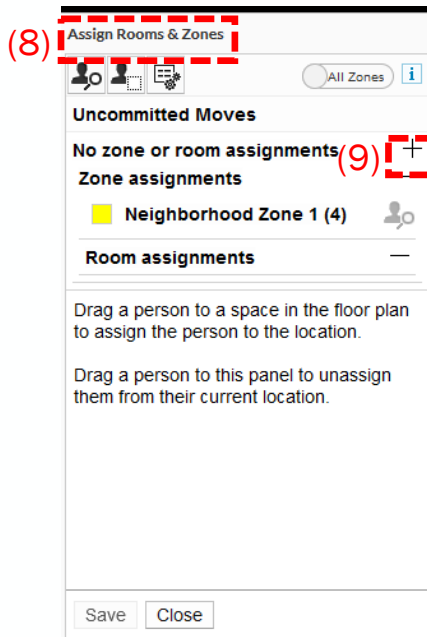 (8) Assign Rooms & Zones
All Zones i
Uncommitted Moves
No zone or room assignments (9) +
Zone assignments —
Neighborhood Zone 1 (4)
Room assignments —
Drag a person to a space in the floor plan
to assign the person to the location.
Drag a person to this panel to unassign
them from their current location.
Save Close